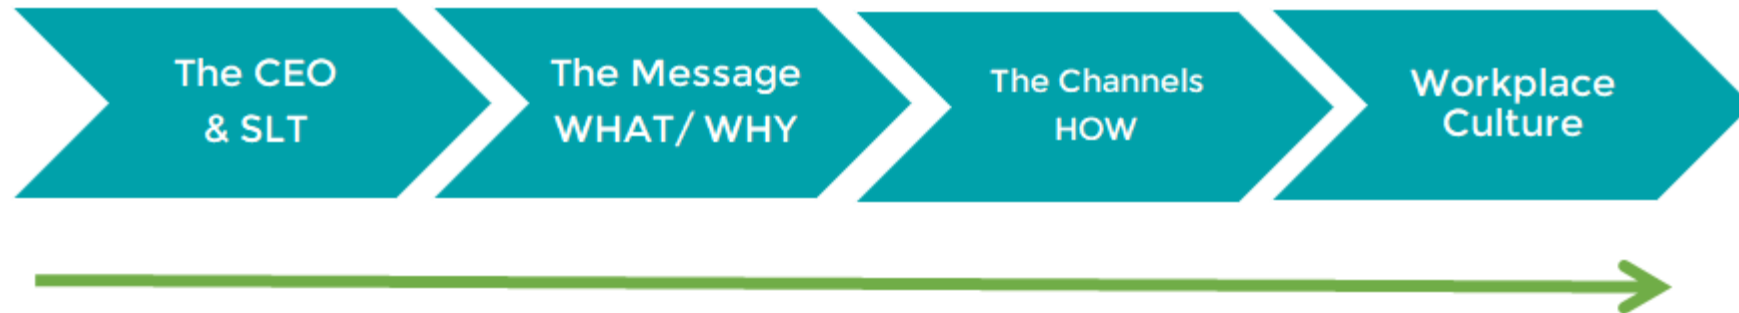 The CEO
& SLT
The Message
WHAT/ WHY
The Channels
HOW
Workplace
Culture